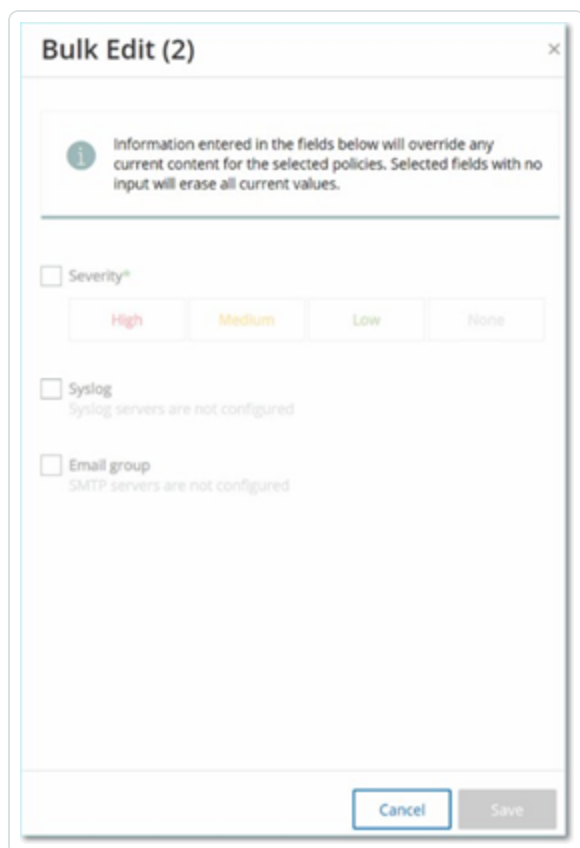 Bulk Edit (2)
×
i
Information entered in the fields below will override any
current content for the selected policies. Selected fields with no
input will erase all current values.
Severity*
High Medium Low None
Syslog
Syslog servers are not configured
Email group
SMTP servers are not configured
Cancel Save